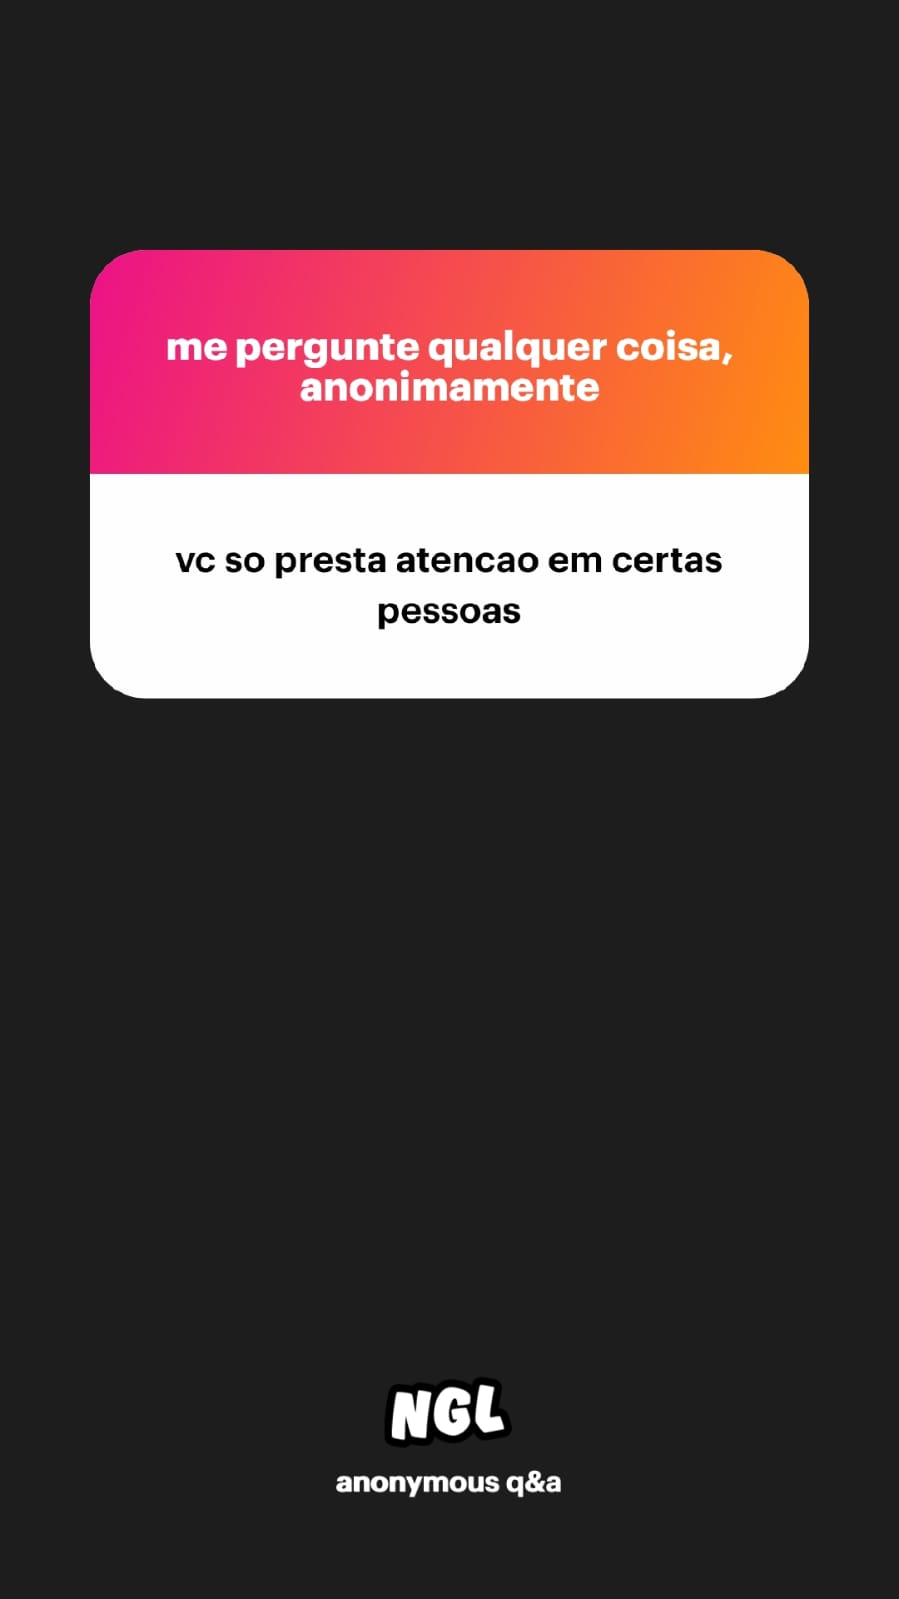 me pergunte qualquer coisa,
anonimamente
vc so presta atencao em certas
pessoas
NGL
anonymous q&a